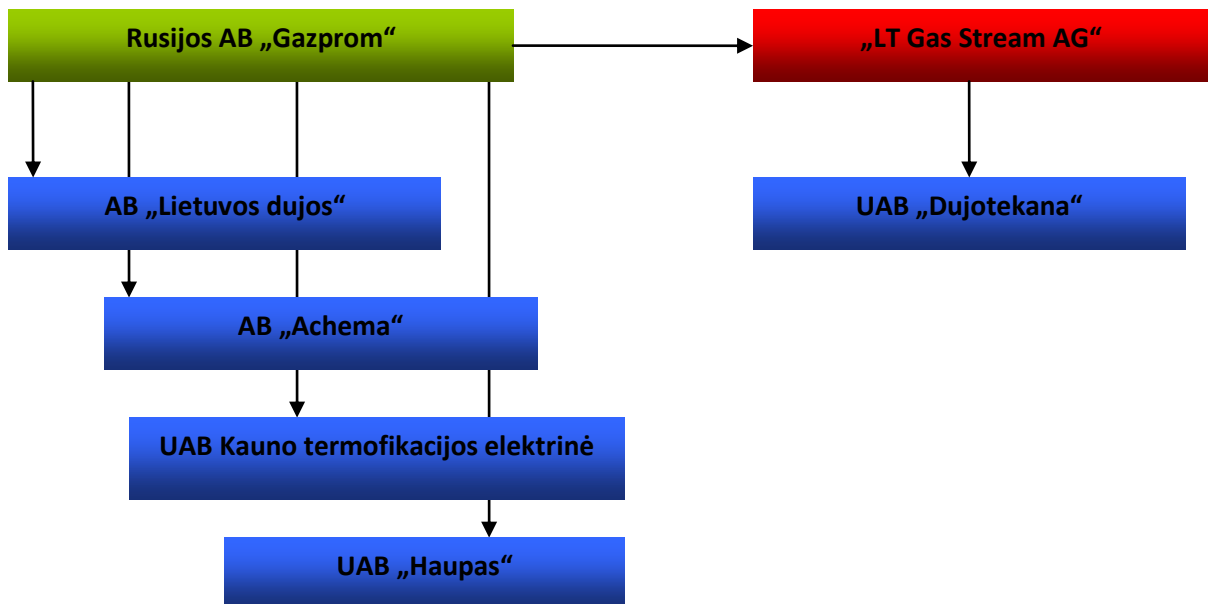 Rusijos AB „Gazprom“
„LT Gas Stream AG“
AB „Lietuvos dujos“
UAB „Dujotekana“
AB „Achema“
UAB Kauno termofikacijos elektrinė
UAB „Haupas“